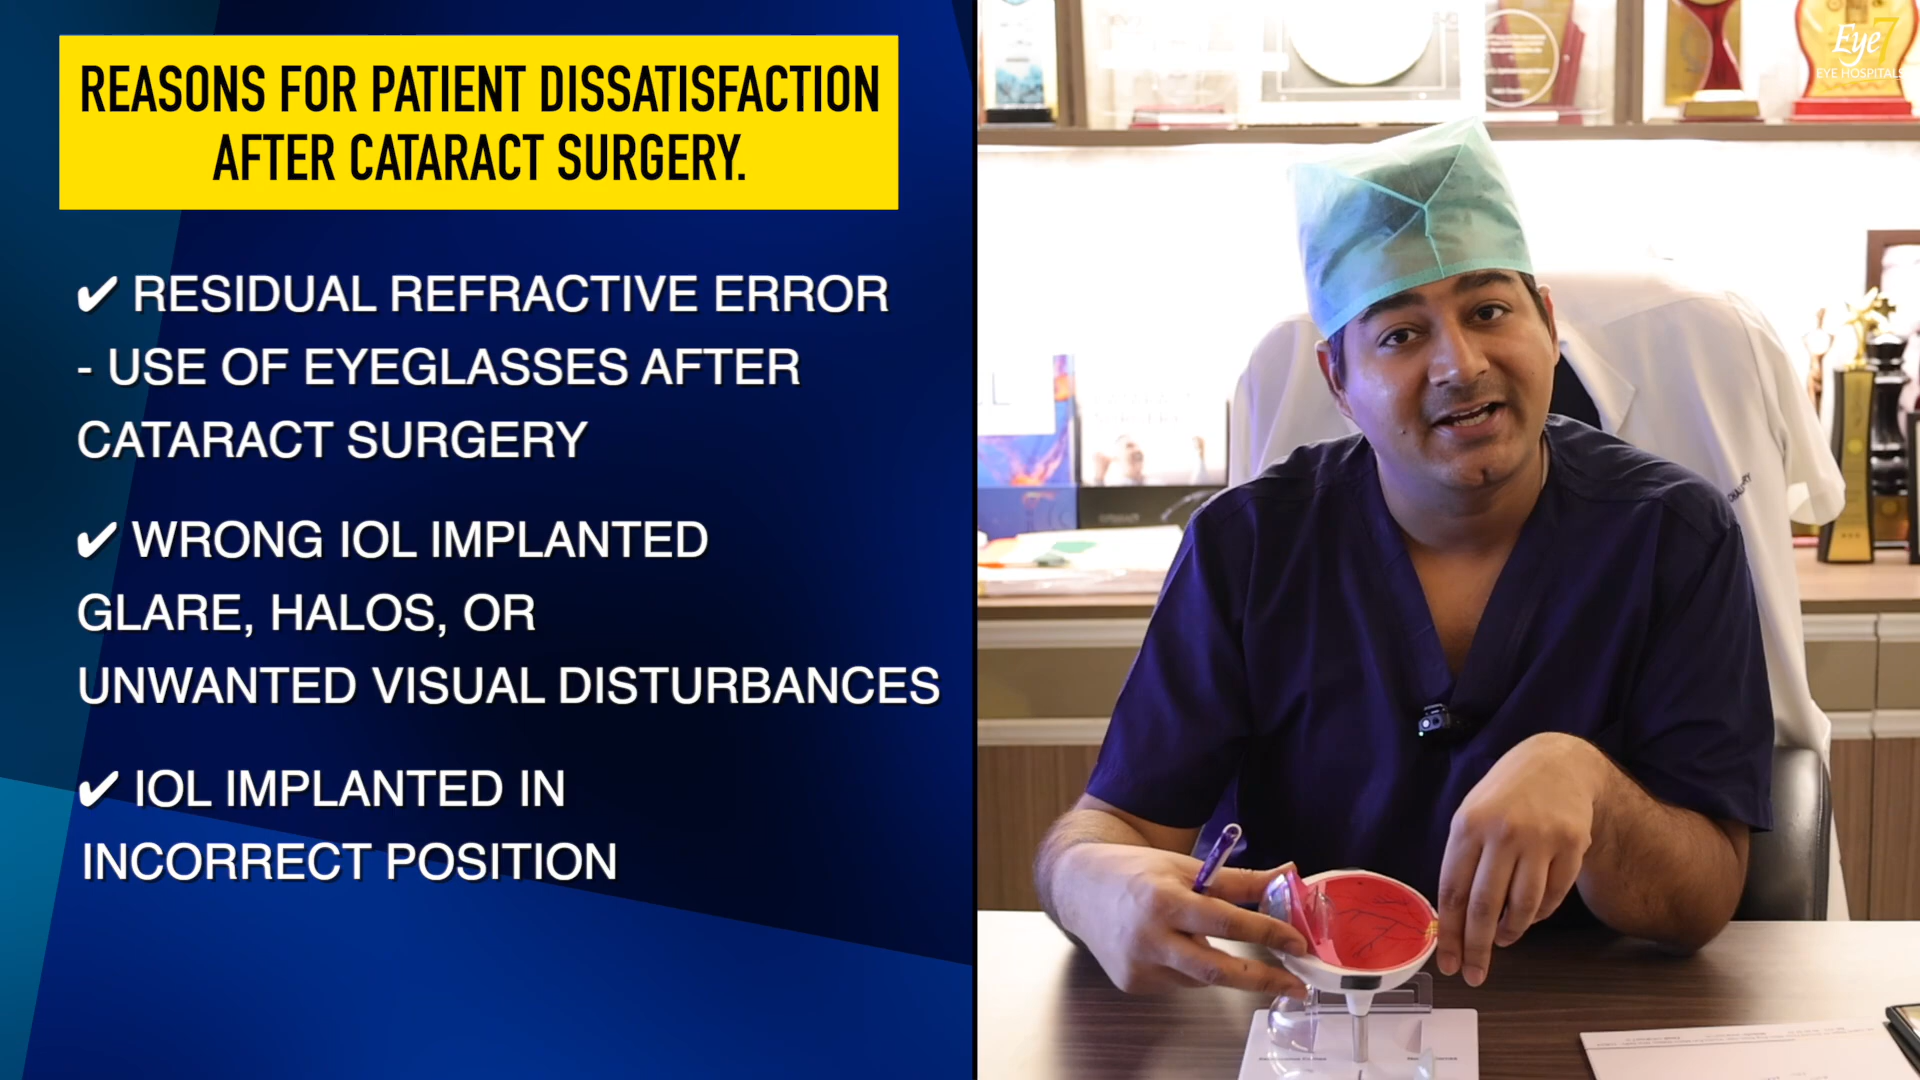 REASONS FOR PATIENT DISSATISFACTION
AFTER CATARACT SURGERY.
✔ RESIDUAL REFRACTIVE ERROR
- USE OF EYEGLASSES AFTER
CATARACT SURGERY
✔ WRONG IOL IMPLANTED
GLARE, HALOS, OR
UNWANTED VISUAL DISTURBANCES
✔ IOL IMPLANTED IN
INCORRECT POSITION
Eye7
EYE HOSPITALS